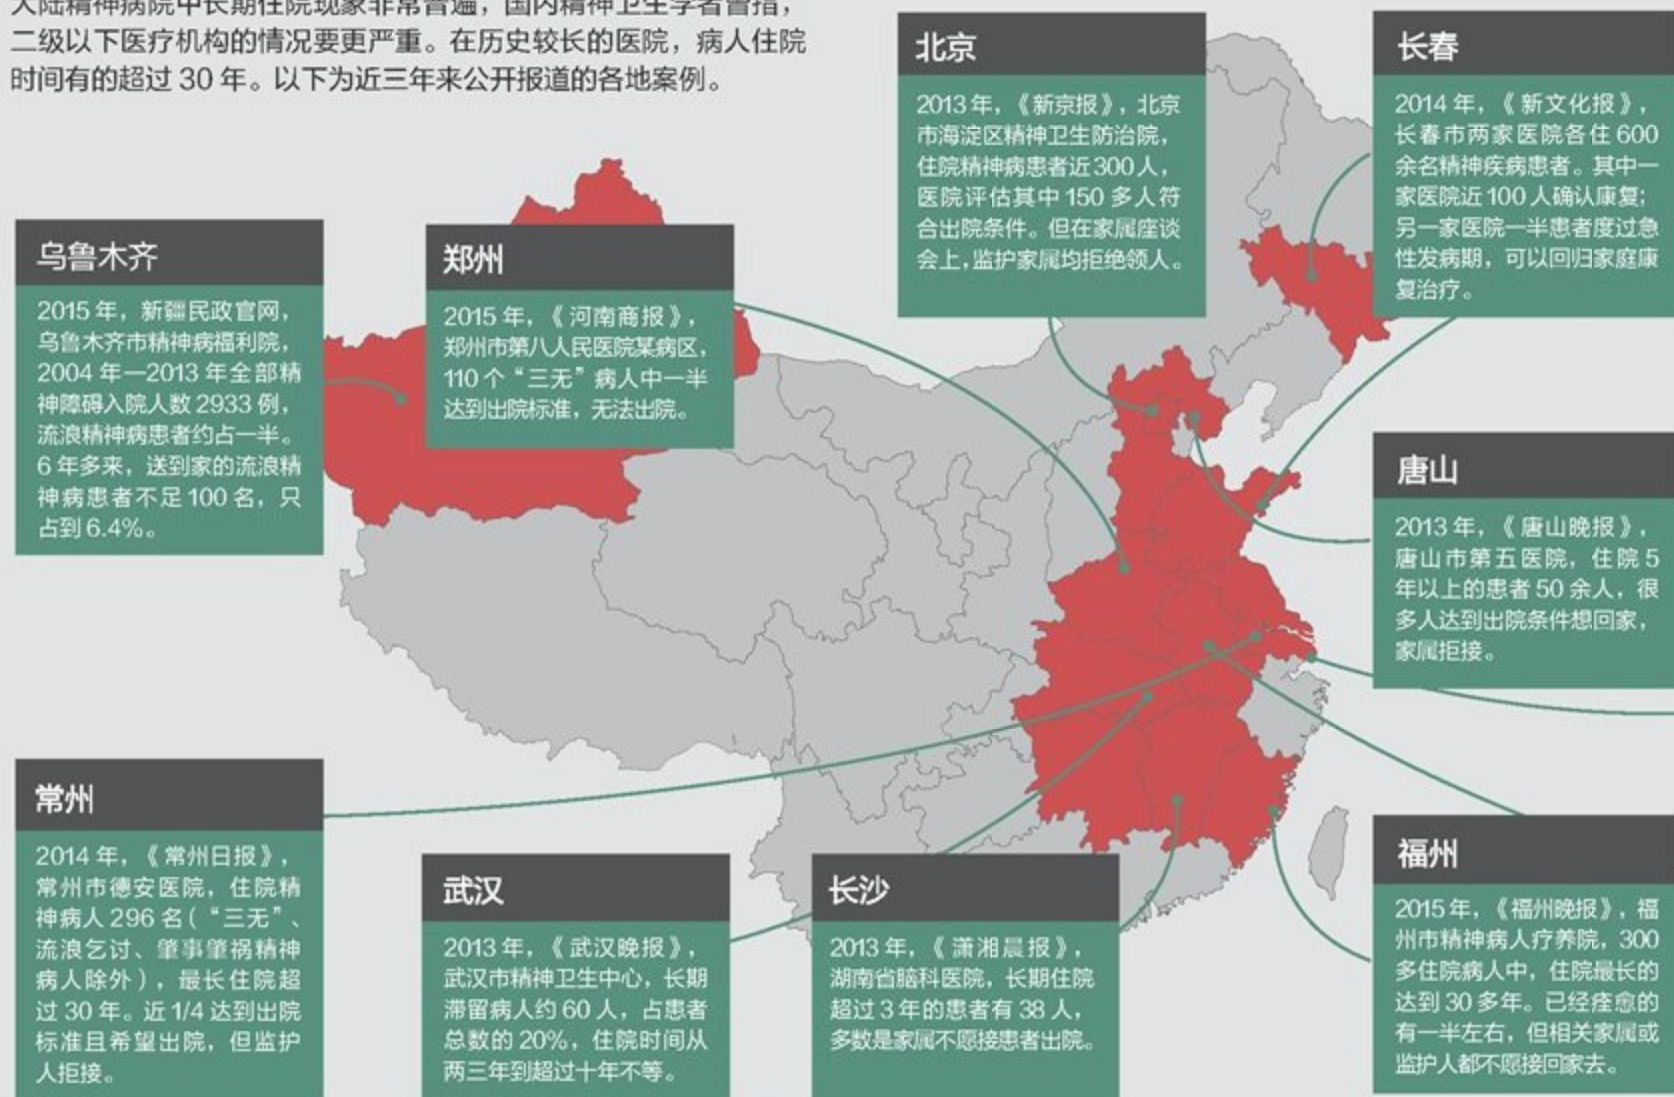 大陆精神病院中长期住院现象非常普遍，国内精神卫生学者曾指，
二级以下医疗机构的情况要更严重。在历史较长的医院，病人住院
时间有的超过 30 年。以下为近三年来公开报道的各地案例。
北京
2013 年，《新京报》，北京
市海淀区精神卫生防治院，
住院精神病患者近 300 人，
医院评估其中 150 多人符
合出院条件。但在家属座谈
会上，监护家属均拒绝领人。
长春
2014 年，《新文化报》，
长春市两家医院各住 600
余名精神疾病患者。其中一
家医院近 100 人确认康复；
另一家医院一半患者度过急
性发病期，可以回归家庭康
复治疗。
乌鲁木齐
2015 年，新疆民政官网，
乌鲁木齐市精神病福利院，
2004 年—2013 年全部精
神障碍入院人数 2933 例，
流浪精神病患者约占一半。
6 年多来，送到家的流浪精
神病患者不足 100 名，只
占到 6.4%。
郑州
2015 年，《河南商报》，
郑州市第八人民医院某病区，
110 个“三无”病人中一半
达到出院标准，无法出院。
唐山
2013 年，《唐山晚报》，
唐山市第五医院，住院 5
年以上的患者 50 余人，很
多人达到出院条件想回家，
家属拒接。
常州
2014 年，《常州日报》，
常州市德安医院，住院精
神病人 296 名（“三无”、
流浪乞讨、肇事肇祸精神
病人除外），最长住院超
过 30 年。近 1/4 达到出院
标准且希望出院，但监护
人拒接。
武汉
2013 年，《武汉晚报》，
武汉市精神卫生中心，长期
滞留病人约 60 人，占患者
总数的 20%，住院时间从
两三年到超过十年不等。
长沙
2013 年，《潇湘晨报》，
湖南省脑科医院，长期住院
超过 3 年的患者有 38 人，
多数是家属不愿接患者出院。
福州
2015 年，《福州晚报》，福
州市精神病人疗养院，300
多住院病人中，住院最长的
达到 30 多年。已经痊愈的
有一半左右，但相关家属或
监护人都不愿接回家去。